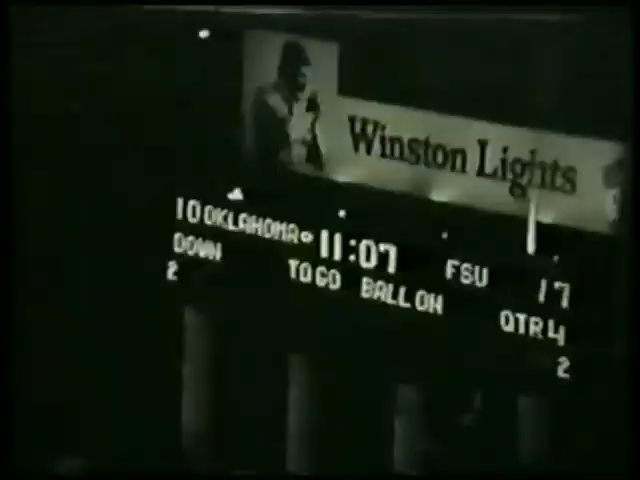 Winston Lights
10 OKLAHOMA 11:07 FSU 17
DOWN TO GO BALL ON QTR 4
2 2